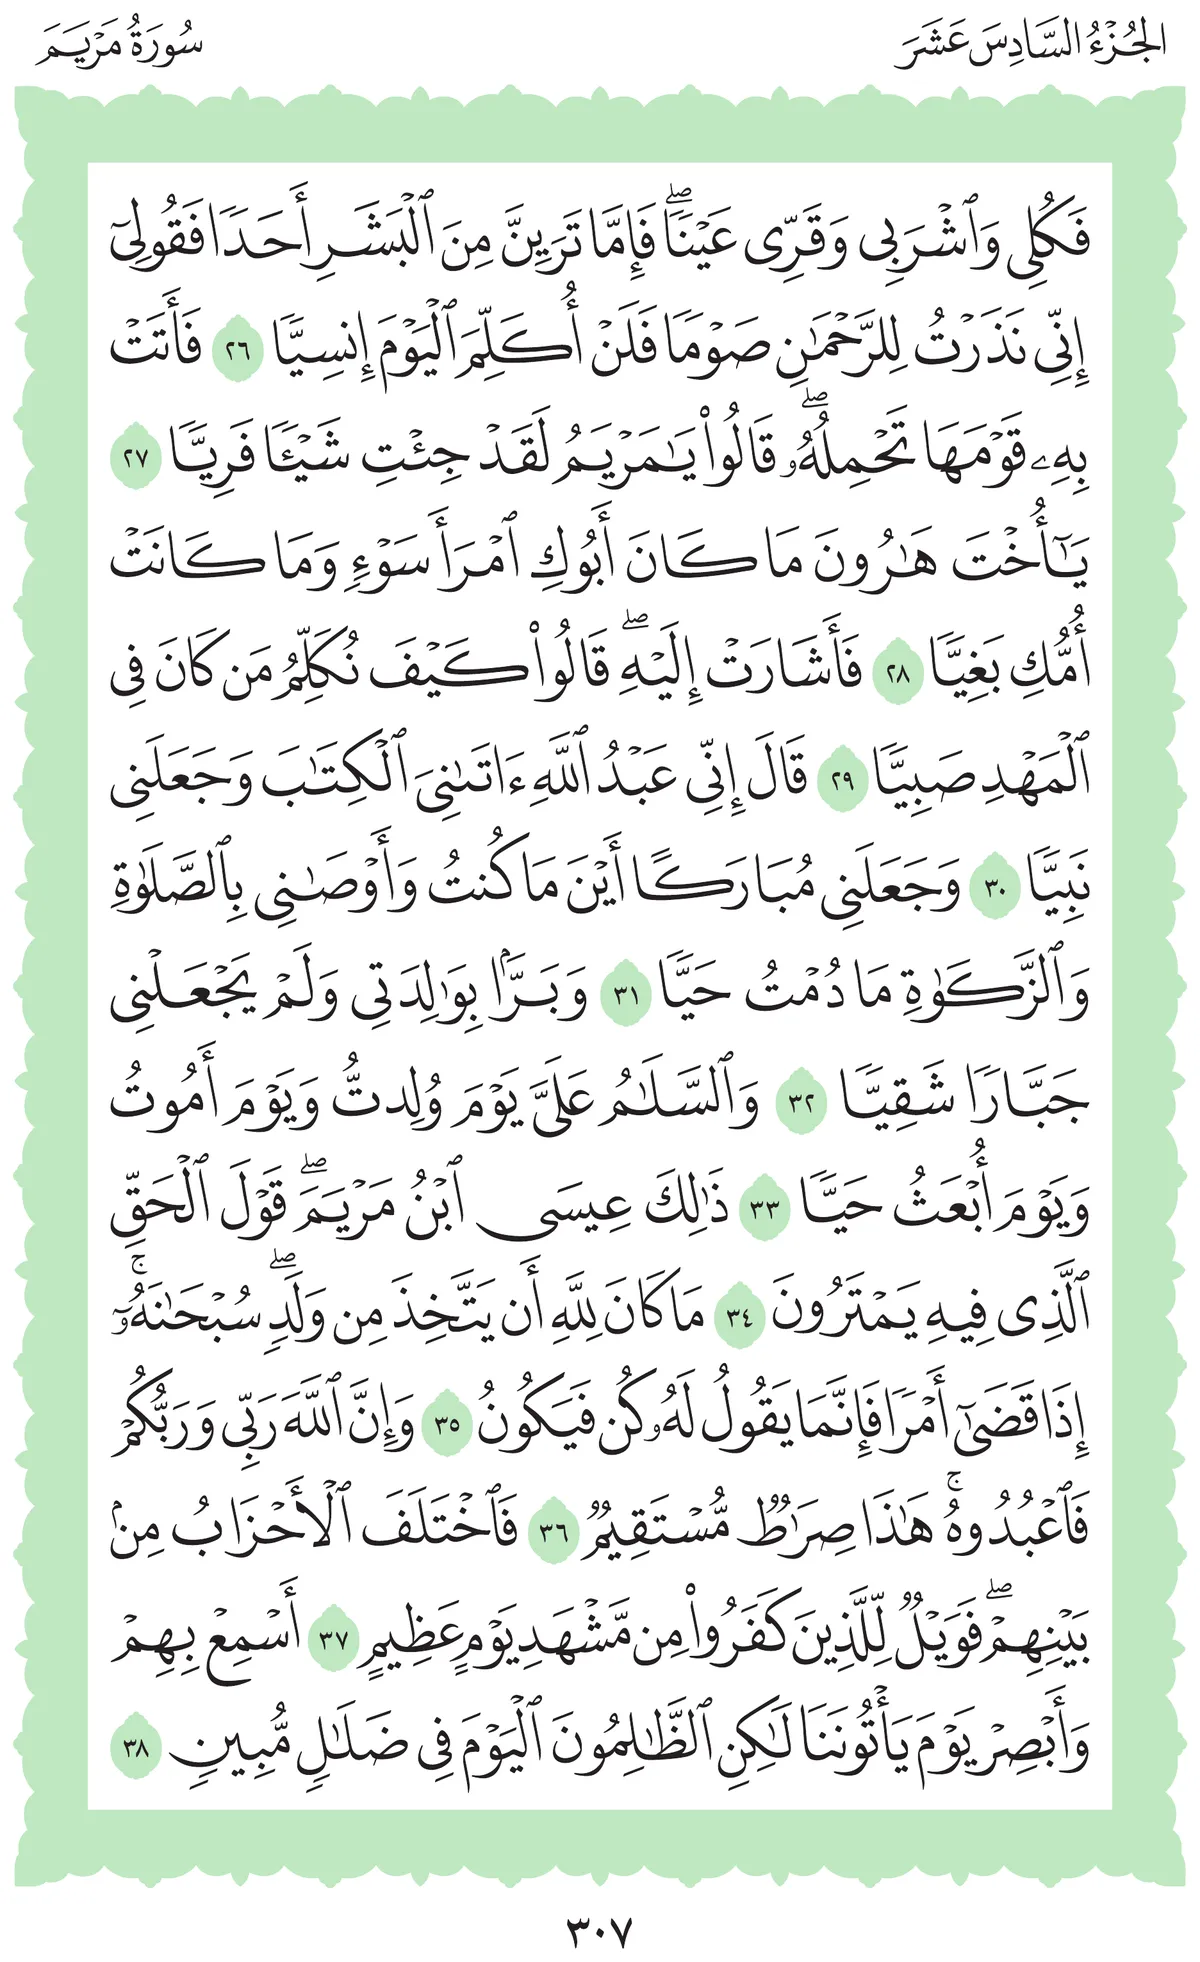 الجُزْءُ السَّادِسَ عَشَرَ
سُورَةُ مَرْيَمَ
فَكُلِى وَٱشْرَبِى وَقَرِّى عَيْنًاۖ فَإِمَّا تَرَيِنَّ مِنَ ٱلْبَشَرِ أَحَدًا فَقُولِىٓ
إِنِّى نَذَرْتُ لِلرَّحْمَٰنِ صَوْمًا فَلَنْ أُكَلِّمَ ٱلْيَوْمَ إِنسِيًّا ٢٦ فَأَتَتْ
بِهِۦ قَوْمَهَا تَحْمِلُهُۥۖ قَالُوا۟ يَٰمَرْيَمُ لَقَدْ جِئْتِ شَيْـًٔا فَرِيًّا ٢٧
يَٰٓأُخْتَ هَٰرُونَ مَا كَانَ أَبُوكِ ٱمْرَأَ سَوْءٍ وَمَا كَانَتْ
أُمُّكِ بَغِيًّا ٢٨ فَأَشَارَتْ إِلَيْهِۖ قَالُوا۟ كَيْفَ نُكَلِّمُ مَن كَانَ فِى
ٱلْمَهْدِ صَبِيًّا ٢٩ قَالَ إِنِّى عَبْدُ ٱللَّهِ ءَاتَىٰنِىَ ٱلْكِتَٰبَ وَجَعَلَنِى
نَبِيًّا ٣٠ وَجَعَلَنِى مُبَارَكًا أَيْنَ مَا كُنتُ وَأَوْصَٰنِى بِٱلصَّلَوٰةِ
وَٱلزَّكَوٰةِ مَا دُمْتُ حَيًّا ٣١ وَبَرًّۢا بِوَٰلِدَتِى وَلَمْ يَجْعَلْنِى
جَبَّارًا شَقِيًّا ٣٢ وَٱلسَّلَٰمُ عَلَىَّ يَوْمَ وُلِدتُّ وَيَوْمَ أَمُوتُ
وَيَوْمَ أُبْعَثُ حَيًّا ٣٣ ذَٰلِكَ عِيسَى ٱبْنُ مَرْيَمَۖ قَوْلَ ٱلْحَقِّ
ٱلَّذِى فِيهِ يَمْتَرُونَ ٣٤ مَا كَانَ لِلَّهِ أَن يَتَّخِذَ مِن وَلَدٍۖ سُبْحَٰنَهُۥٓۚ
إِذَا قَضَىٰٓ أَمْرًا فَإِنَّمَا يَقُولُ لَهُۥ كُن فَيَكُونُ ٣٥ وَإِنَّ ٱللَّهَ رَبِّى وَرَبُّكُمْ
فَٱعْبُدُوهُۚ هَٰذَا صِرَٰطٌ مُّسْتَقِيمٌ ٣٦ فَٱخْتَلَفَ ٱلْأَحْزَابُ مِنۢ
بَيْنِهِمْۖ فَوَيْلٌ لِّلَّذِينَ كَفَرُوا۟ مِن مَّشْهَدِ يَوْمٍ عَظِيمٍ ٣٧ أَسْمِعْ بِهِمْ
وَأَبْصِرْ يَوْمَ يَأْتُونَنَا لَٰكِنِ ٱلظَّٰلِمُونَ ٱلْيَوْمَ فِى ضَلَٰلٍ مُّبِينٍ ٣٨
٣٠٧